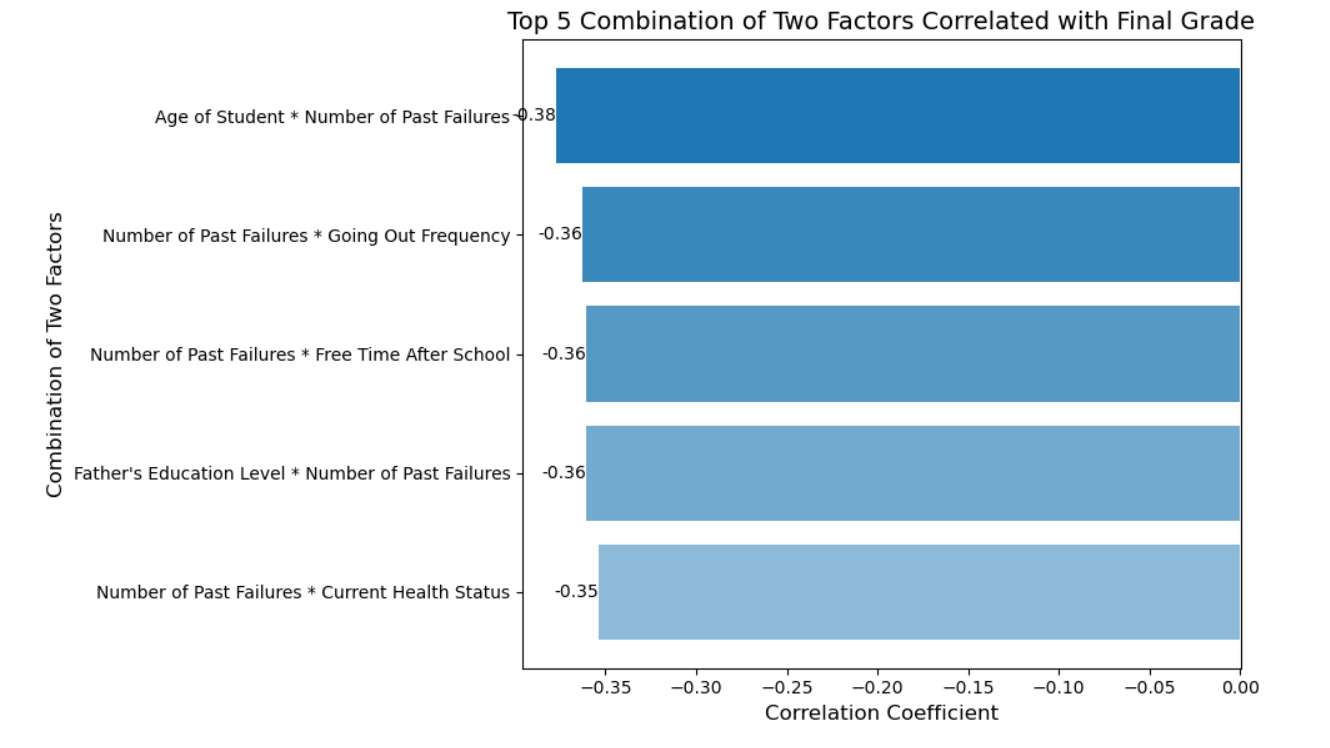 Top 5 Combination of Two Factors Correlated with Final Grade
Combination of Two Factors
Age of Student * Number of Past Failures
-0.38
Number of Past Failures * Going Out Frequency
-0.36
Number of Past Failures * Free Time After School
-0.36
Father's Education Level * Number of Past Failures
-0.36
Number of Past Failures * Current Health Status
-0.35
−0.35 −0.30 −0.25 −0.20 −0.15 −0.10 −0.05 0.00
Correlation Coefficient